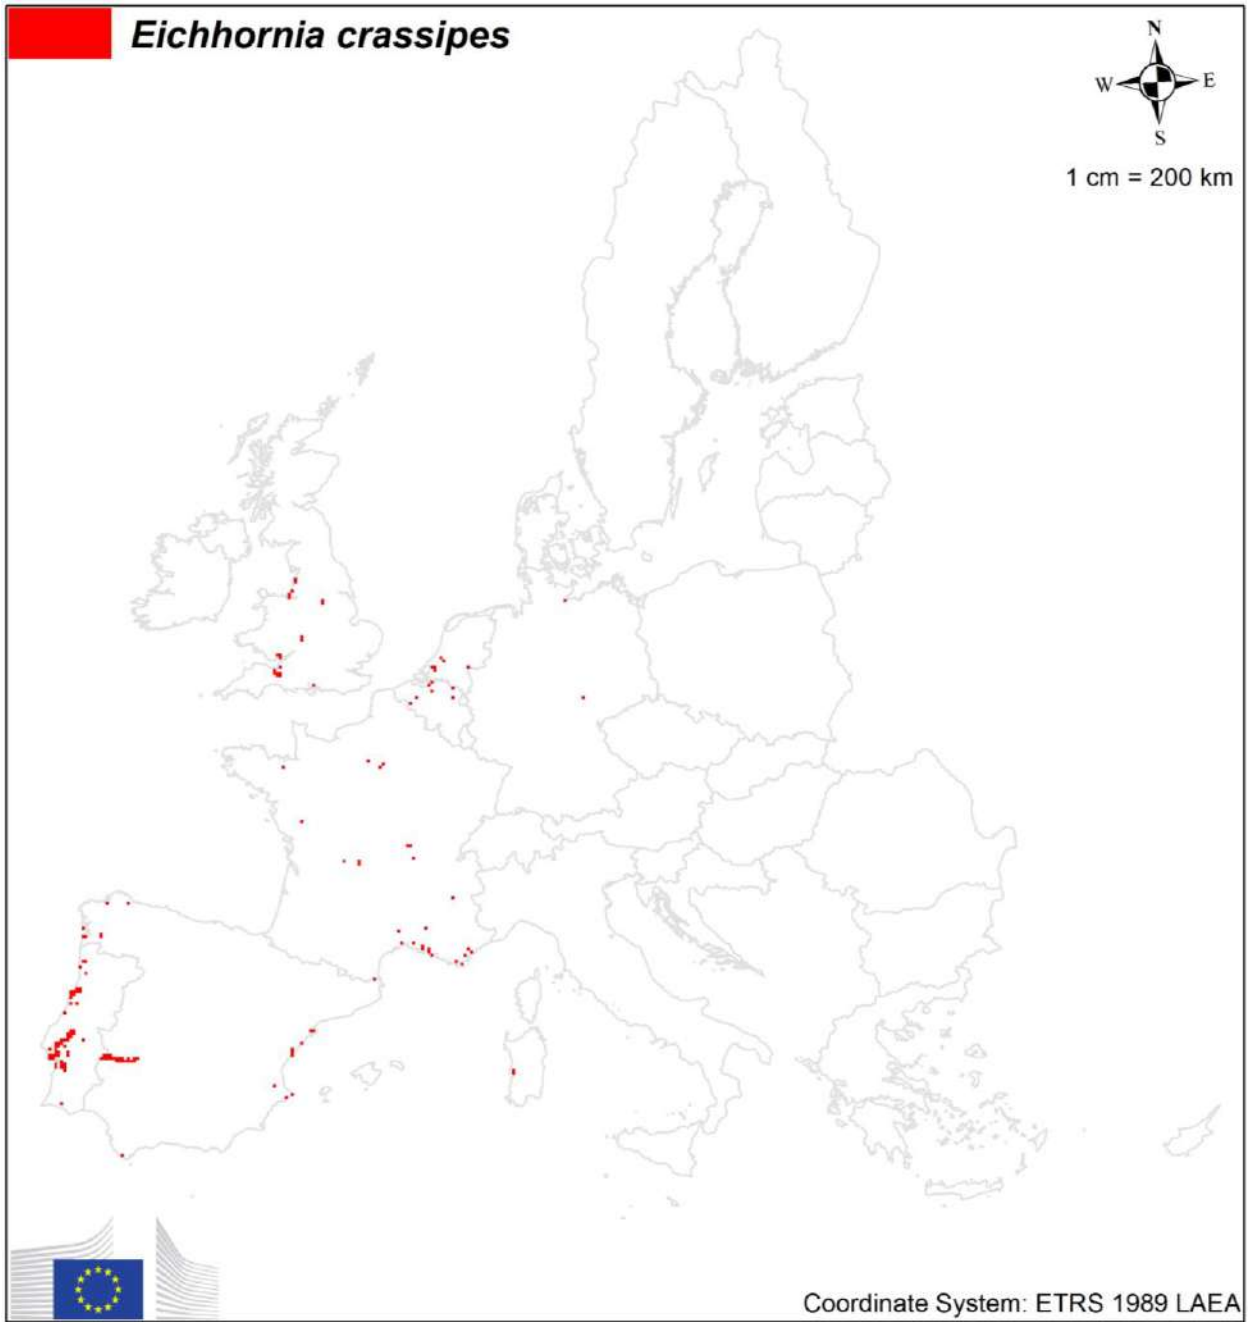 Eichhornia crassipes
N
W E
S
1 cm = 200 km
Coordinate System: ETRS 1989 LAEA